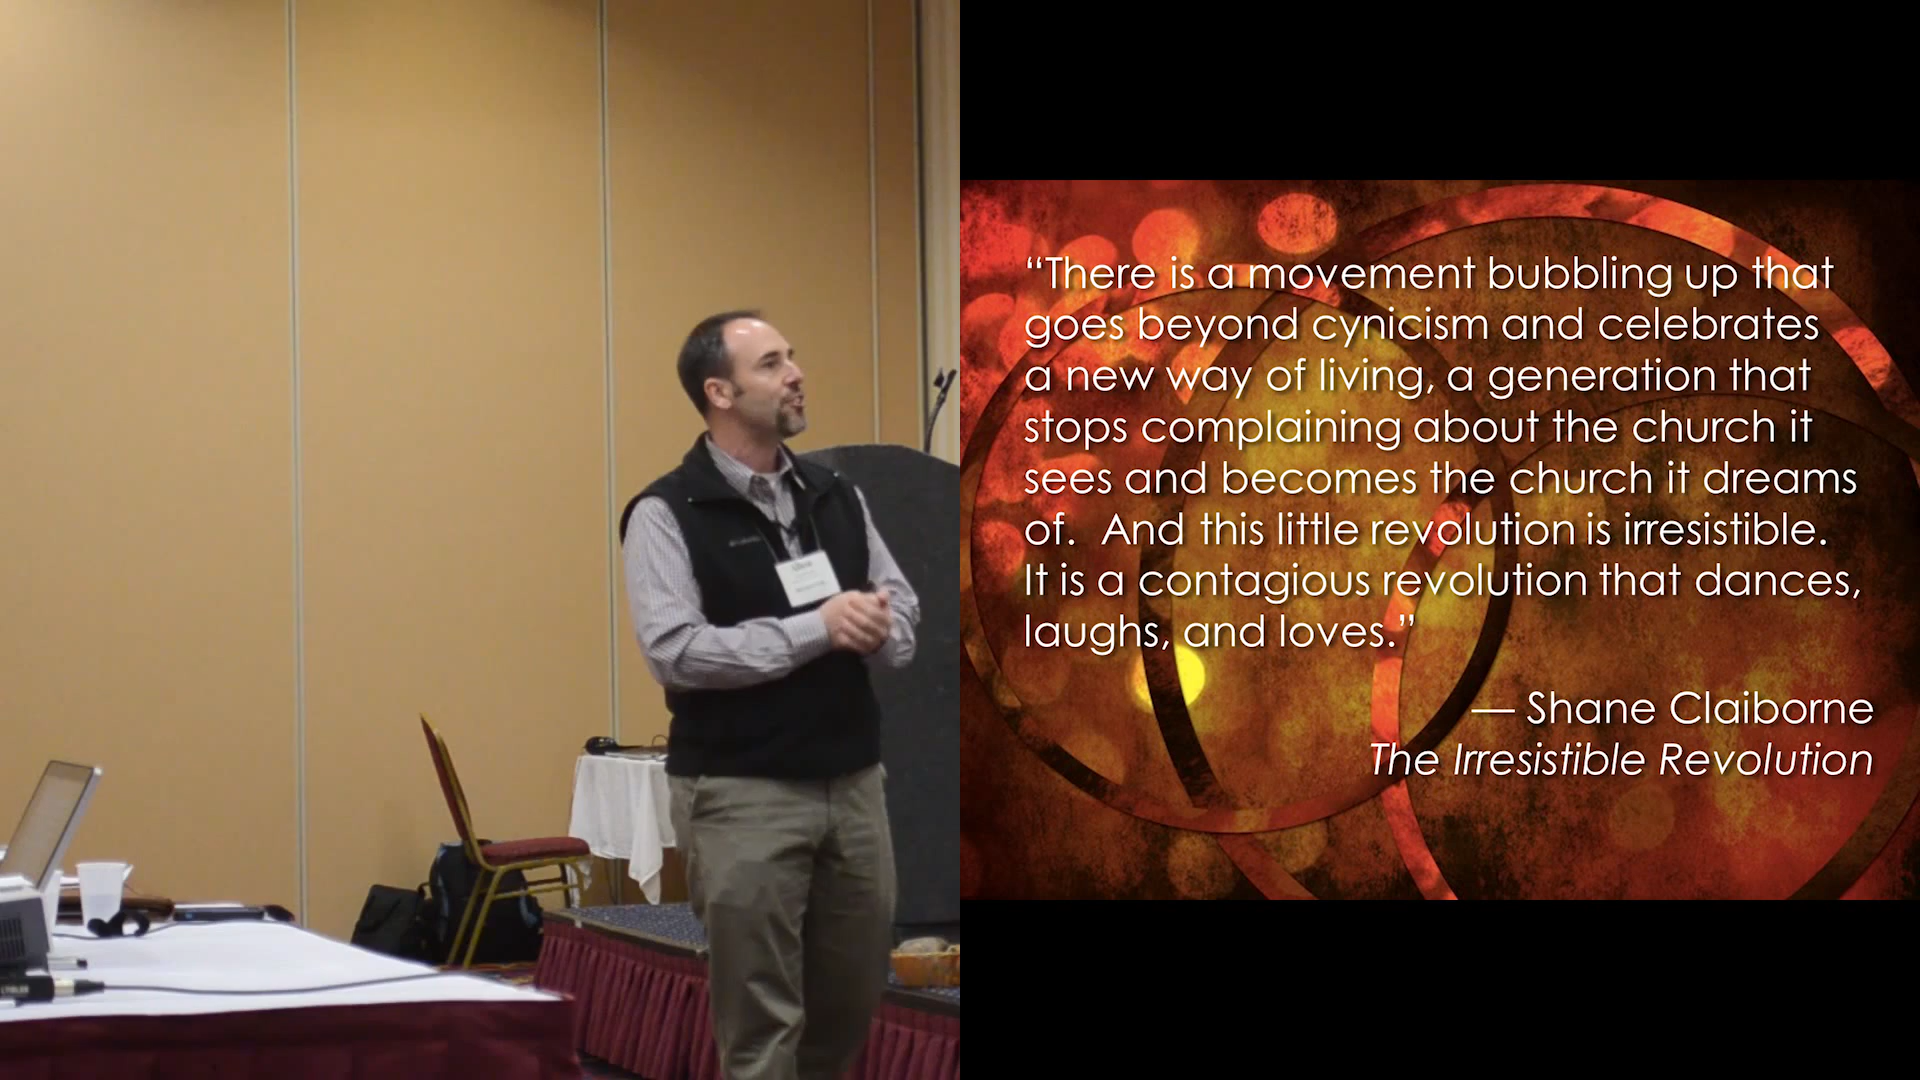 “There is a movement bubbling up that
goes beyond cynicism and celebrates
a new way of living, a generation that
stops complaining about the church it
sees and becomes the church it dreams
of.  And this little revolution is irresistible.
It is a contagious revolution that dances,
laughs, and loves.”
— Shane Claiborne
The Irresistible Revolution